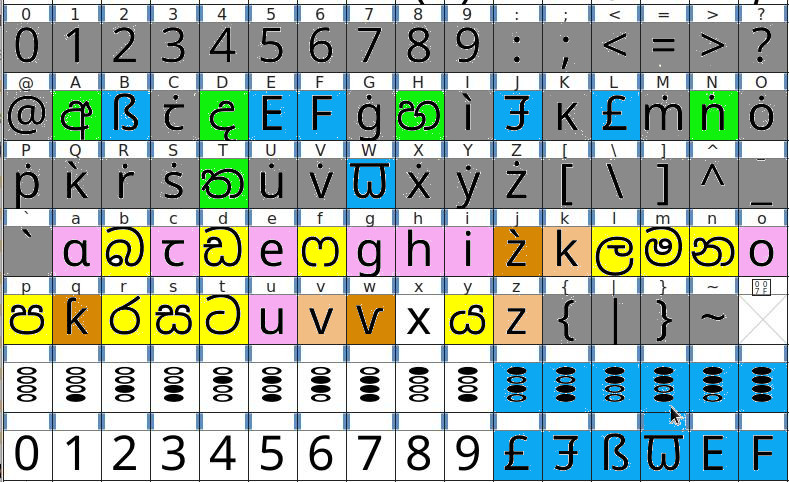 0 1 2 3 4 5 6 7 8 9 : ; < = > ?
0 1 2 3 4 5 6 7 8 9 : ; < = > ?
@ A B C D E F G H I J K L M N O
@ ß E F ġ ì £ ṁ ṅ ȯ
P Q R S T U V W X Y Z [ \ ] ^ _
ṗ ṙ ṡ ක u̇ v̇ ẋ ẏ ż [ \ ] ^ _
` a b c d e f g h i j k l m n o
` ɑ බ ඩ e ෆ g h i k ල ම න o
p q r s t u v w x y z { | } ~
ප ර ස ට u v x ය z { | } ~
0 1 2 3 4 5 6 7 8 9 £ ß E F